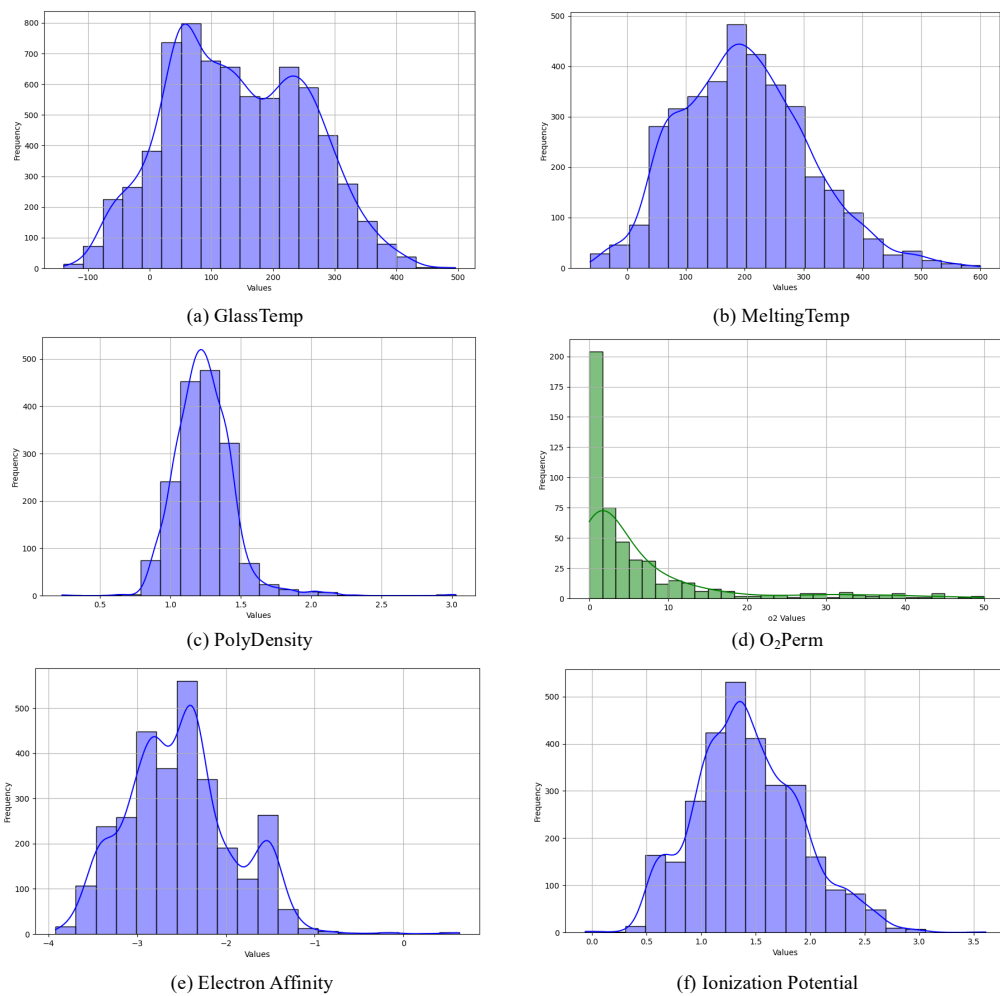 800
700
600
500
400
300
200
100
0
Frequency
−100 0 100 200 300 400 500
Values
(a) GlassTemp
500
400
300
200
100
0
Frequency
0 100 200 300 400 500 600
Values
(b) MeltingTemp
500
400
300
200
100
0
Frequency
0.5 1.0 1.5 2.0 2.5 3.0
Values
(c) PolyDensity
200
175
150
125
100
75
50
25
0
Frequency
0 10 20 30 40 50
o2 Values
(d) O₂Perm
500
400
300
200
100
0
Frequency
−4 −3 −2 −1 0
Values
(e) Electron Affinity
500
400
300
200
100
0
Frequency
0.0 0.5 1.0 1.5 2.0 2.5 3.0 3.5
Values
(f) Ionization Potential